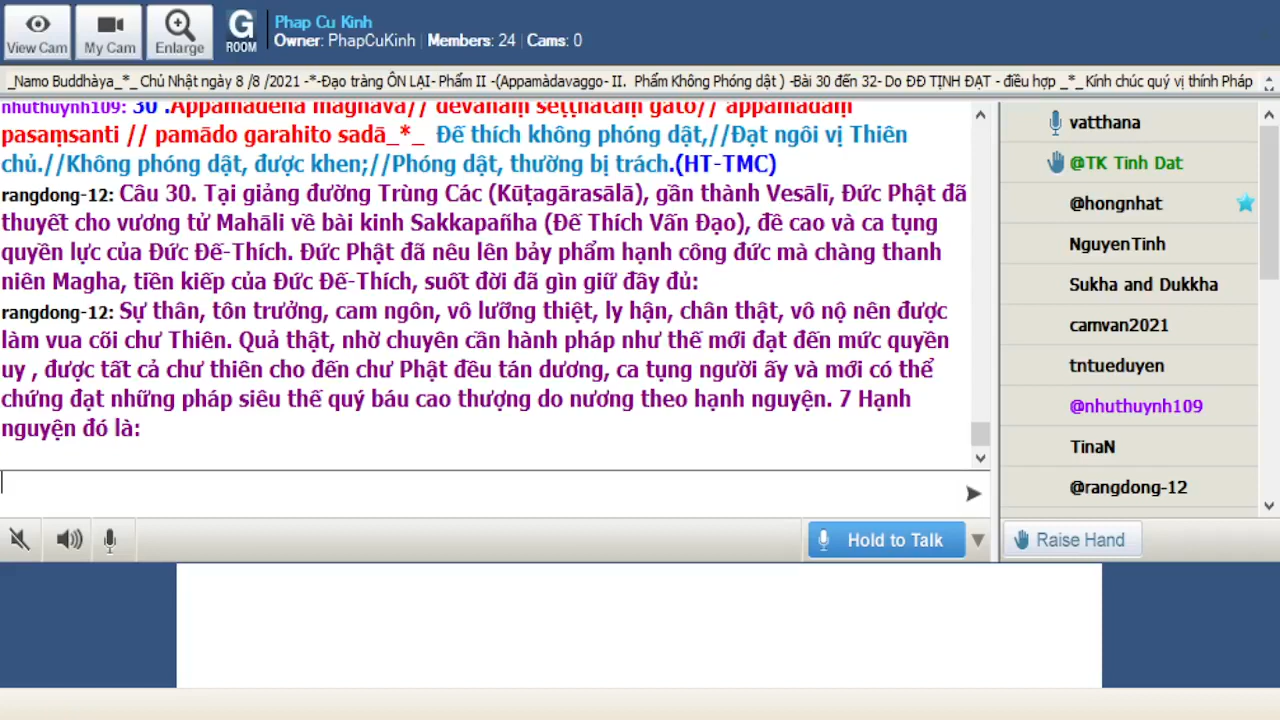 View Cam
My Cam
Enlarge
G
ROOM
Phap Cu Kinh
Owner: PhapCuKinh | Members: 24 | Cams: 0
_Namo Buddhàya_*_ Chủ Nhật ngày 8 /8 /2021 -*-Đạo tràng ÔN LẠI- Phẩm II -(Appamàdavaggo- II. Phẩm Không Phóng dật ) -Bài 30 đến 32- Do ĐĐ TỊNH ĐẠT - điều hợp _*_Kính chúc quý vị thính Pháp
nhuthuynh109: 30 .Appamādena maghavā// devānaṃ seṭṭhataṃ gato// appamādaṃ
pasaṃsanti // pamādo garahito sadā_*_ Đế thích không phóng dật,//Đạt ngôi vị Thiên
chủ.//Không phóng dật, được khen;//Phóng dật, thường bị trách.(HT-TMC)
rangdong-12: Câu 30. Tại giảng đường Trùng Các (Kūṭagārasālā), gần thành Vesālī, Đức Phật đã
thuyết cho vương tử Mahāli về bài kinh Sakkapañha (Đế Thích Vấn Đạo), đề cao và ca tụng
quyền lực của Đức Đế-Thích. Đức Phật đã nêu lên bảy phẩm hạnh công đức mà chàng thanh
niên Magha, tiền kiếp của Đức Đế-Thích, suốt đời đã gìn giữ đầy đủ:
rangdong-12: Sự thân, tôn trưởng, cam ngôn, vô lưỡng thiệt, ly hận, chân thật, vô nộ nên được
làm vua cõi chư Thiên. Quả thật, nhờ chuyên cần hành pháp như thế mới đạt đến mức quyền
uy , được tất cả chư thiên cho đến chư Phật đều tán dương, ca tụng người ấy và mới có thể
chứng đạt những pháp siêu thế quý báu cao thượng do nương theo hạnh nguyện. 7 Hạnh
nguyện đó là:
vatthana
@TK Tinh Dat
@hongnhat
NguyenTinh
Sukha and Dukkha
camvan2021
tntueduyen
@nhuthuynh109
TinaN
@rangdong-12
Hold to Talk
Raise Hand